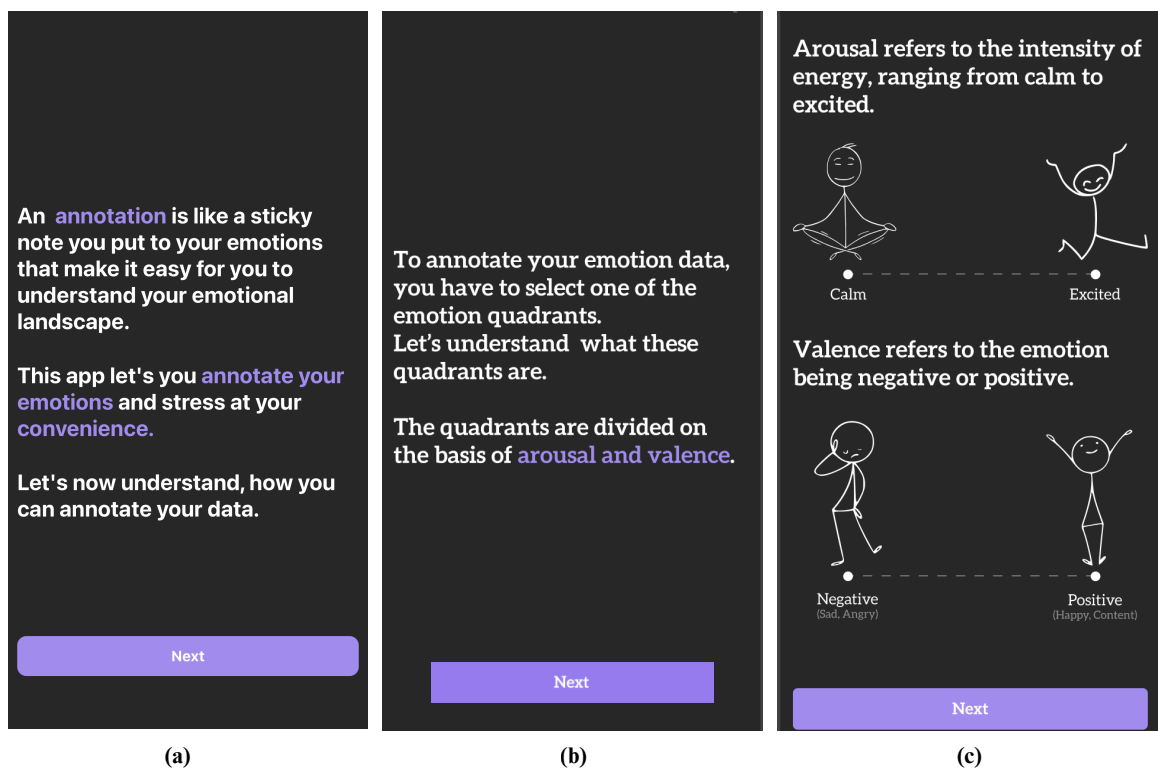 An annotation is like a sticky
note you put to your emotions
that make it easy for you to
understand your emotional
landscape.
This app let's you annotate your
emotions and stress at your
convenience.
Let's now understand, how you
can annotate your data.
Next
(a)
To annotate your emotion data,
you have to select one of the
emotion quadrants.
Let's understand what these
quadrants are.
The quadrants are divided on
the basis of arousal and valence.
Next
(b)
Arousal refers to the intensity of
energy, ranging from calm to
excited.
Calm
Excited
Valence refers to the emotion
being negative or positive.
Negative
(Sad, Angry)
Positive
(Happy, Content)
Next
(c)